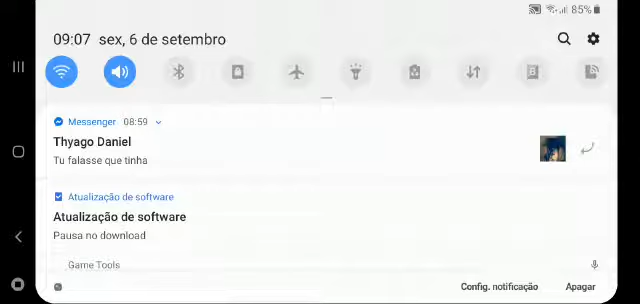 85%
09:07 sex, 6 de setembro
Messenger 08:59
Thyago Daniel
Tu falasse que tinha
Atualização de software
Atualização de software
Pausa no download
Game Tools
Config. notificação Apagar